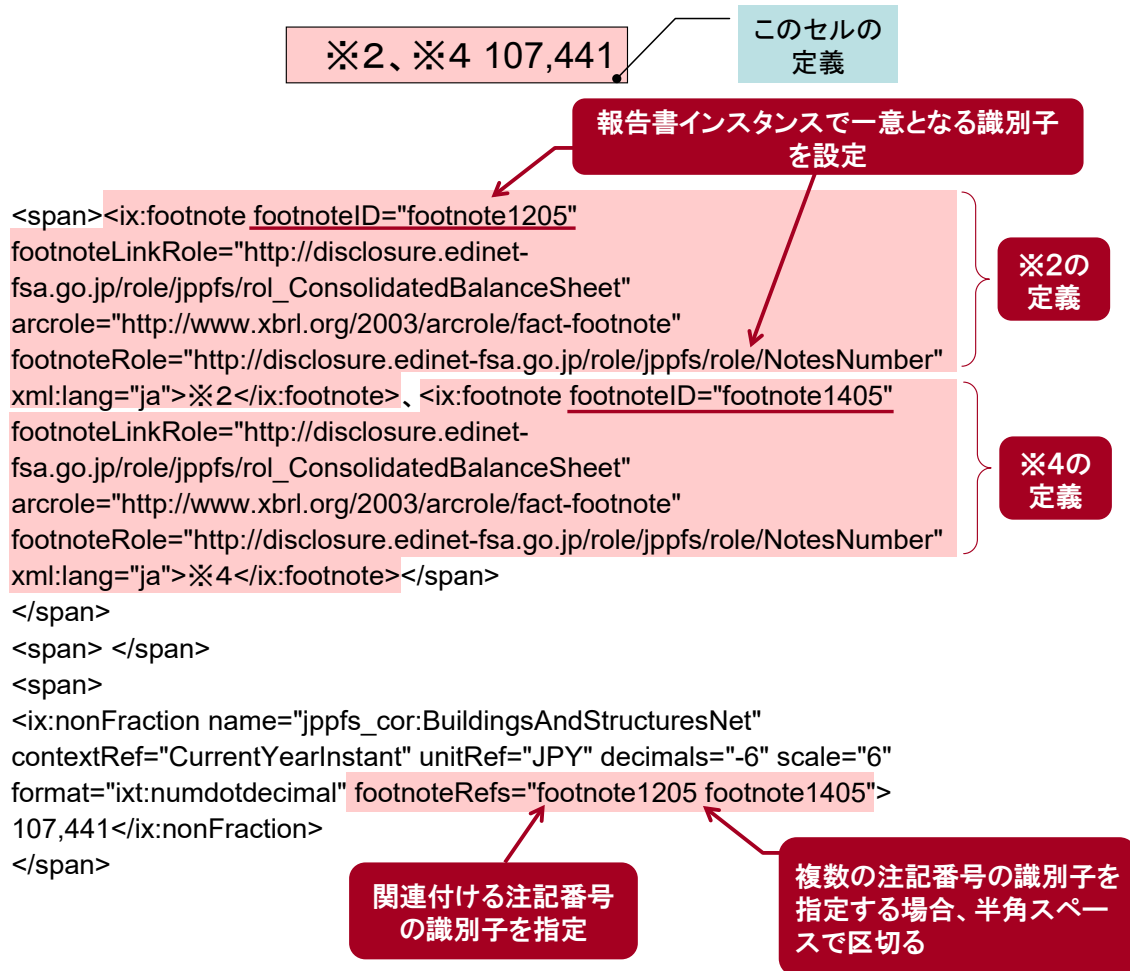 ※2、※4 107,441
このセルの
定義
報告書インスタンスで一意となる識別子
を設定
<span><ix:footnote footnoteID="footnote1205"
footnoteLinkRole="http://disclosure.edinet-
fsa.go.jp/role/jppfs/rol_ConsolidatedBalanceSheet"
arcrole="http://www.xbrl.org/2003/arcrole/fact-footnote"
footnoteRole="http://disclosure.edinet-fsa.go.jp/role/jppfs/role/NotesNumber"
xml:lang="ja">※2</ix:footnote>、<ix:footnote footnoteID="footnote1405"
footnoteLinkRole="http://disclosure.edinet-
fsa.go.jp/role/jppfs/rol_ConsolidatedBalanceSheet"
arcrole="http://www.xbrl.org/2003/arcrole/fact-footnote"
footnoteRole="http://disclosure.edinet-fsa.go.jp/role/jppfs/role/NotesNumber"
xml:lang="ja">※4</ix:footnote></span>
</span>
<span> </span>
<span>
<ix:nonFraction name="jppfs_cor:BuildingsAndStructuresNet"
contextRef="CurrentYearInstant" unitRef="JPY" decimals="-6" scale="6"
format="ixt:numdotdecimal" footnoteRefs="footnote1205 footnote1405">
107,441</ix:nonFraction>
</span>
※2の
定義
※4の
定義
関連付ける注記番号
の識別子を指定
複数の注記番号の識別子を
指定する場合、半角スペー
スで区切る